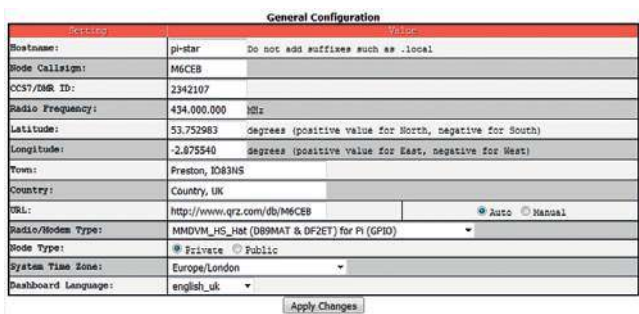 General Configuration
Setting Value
Hostname: pi-star Do not add suffixes such as .local
Node Callsign: M6CEB
CCS7/DMR ID: 2342107
Radio Frequency: 434.000.000 MHz
Latitude: 53.752983 degrees (positive value for North, negative for South)
Longitude: -2.875540 degrees (positive value for East, negative for West)
Town: Preston, IO83NS
Country: Country, UK
URL: http://www.qrz.com/db/M6CEB Auto Manual
Radio/Modem Type: MMDVM_HS_Hat (DB9MAT & DF2ET) for Pi (GPIO)
Node Type: Private Public
System Time Zone: Europe/London
Dashboard Language: english_uk
Apply Changes